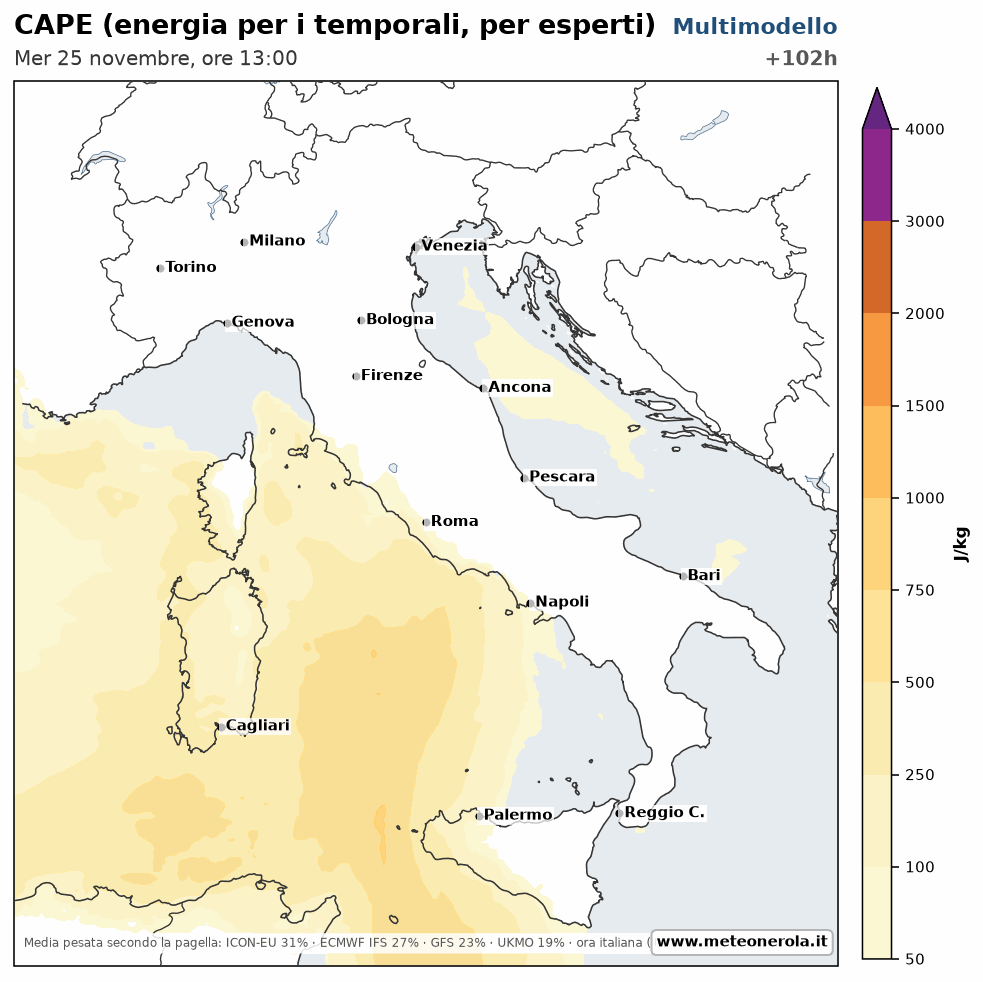 CAPE (energia per i temporali, per esperti)
Multimodello
Mer 25 novembre, ore 13:00
+102h
4000
3000
2000
1500
1000
750
500
250
100
50
J/kg
Milano
Venezia
Torino
Genova
Bologna
Firenze
Ancona
Pescara
Roma
Bari
Napoli
Cagliari
Palermo
Reggio C.
Media pesata secondo la pagella: ICON-EU 31% · ECMWF IFS 27% · GFS 23% · UKMO 19% · ora italiana (
www.meteonerola.it